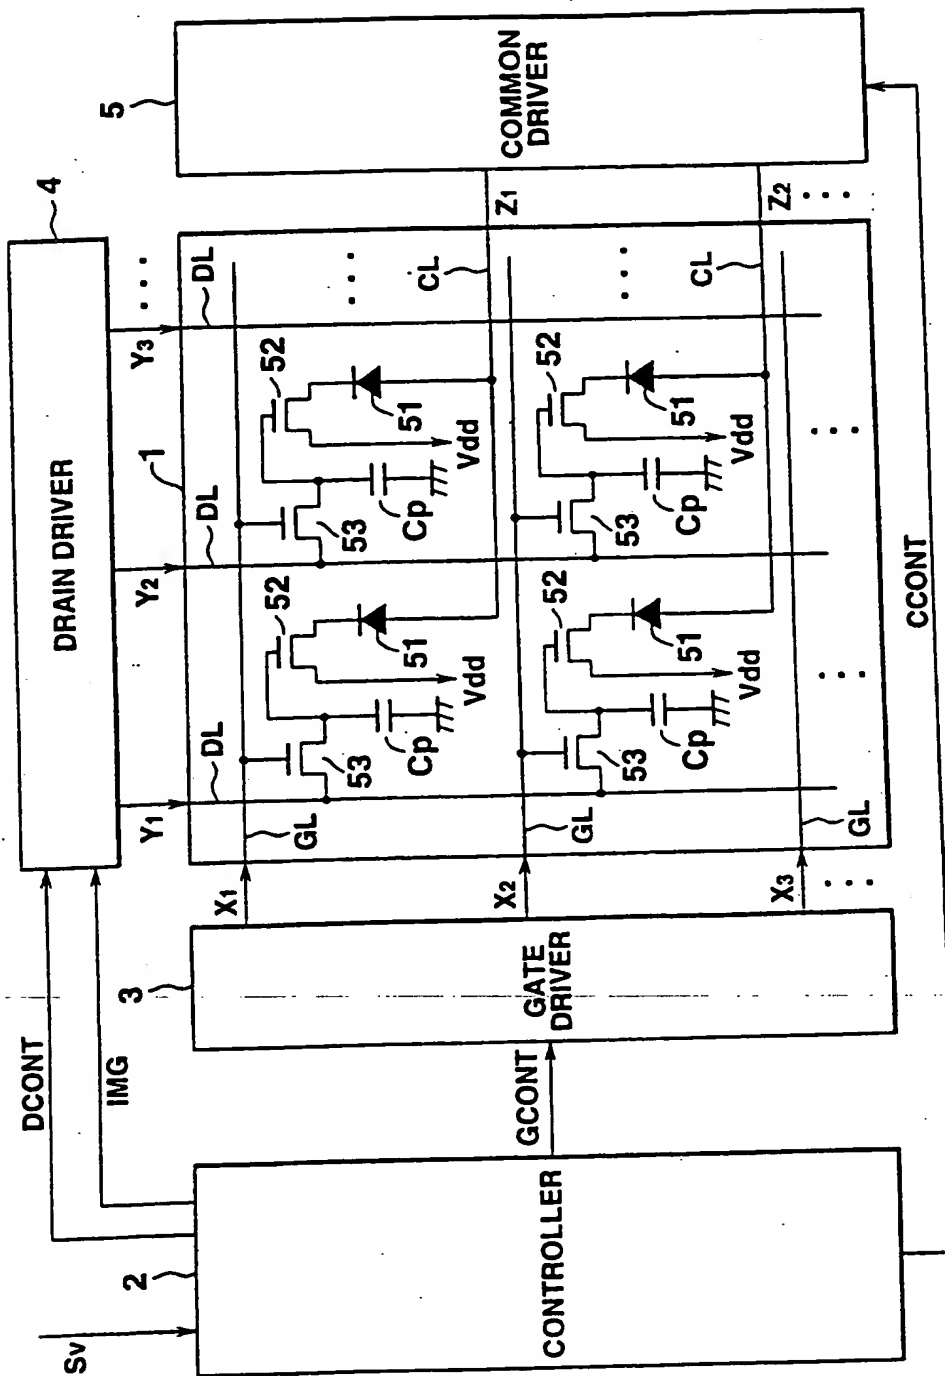 5
COMMON
DRIVER
4
DRAIN DRIVER
Z1
Z2
Y1
Y2
Y3
1
DL
DL
DL
CL
CL
52
52
51
51
Vdd
Vdd
Cp
Cp
53
53
52
52
51
51
Vdd
Vdd
Cp
Cp
53
53
GL
GL
GL
X1
X2
X3
3
GATE
DRIVER
CCONT
DCONT
IMG
GCONT
2
CONTROLLER
Sv